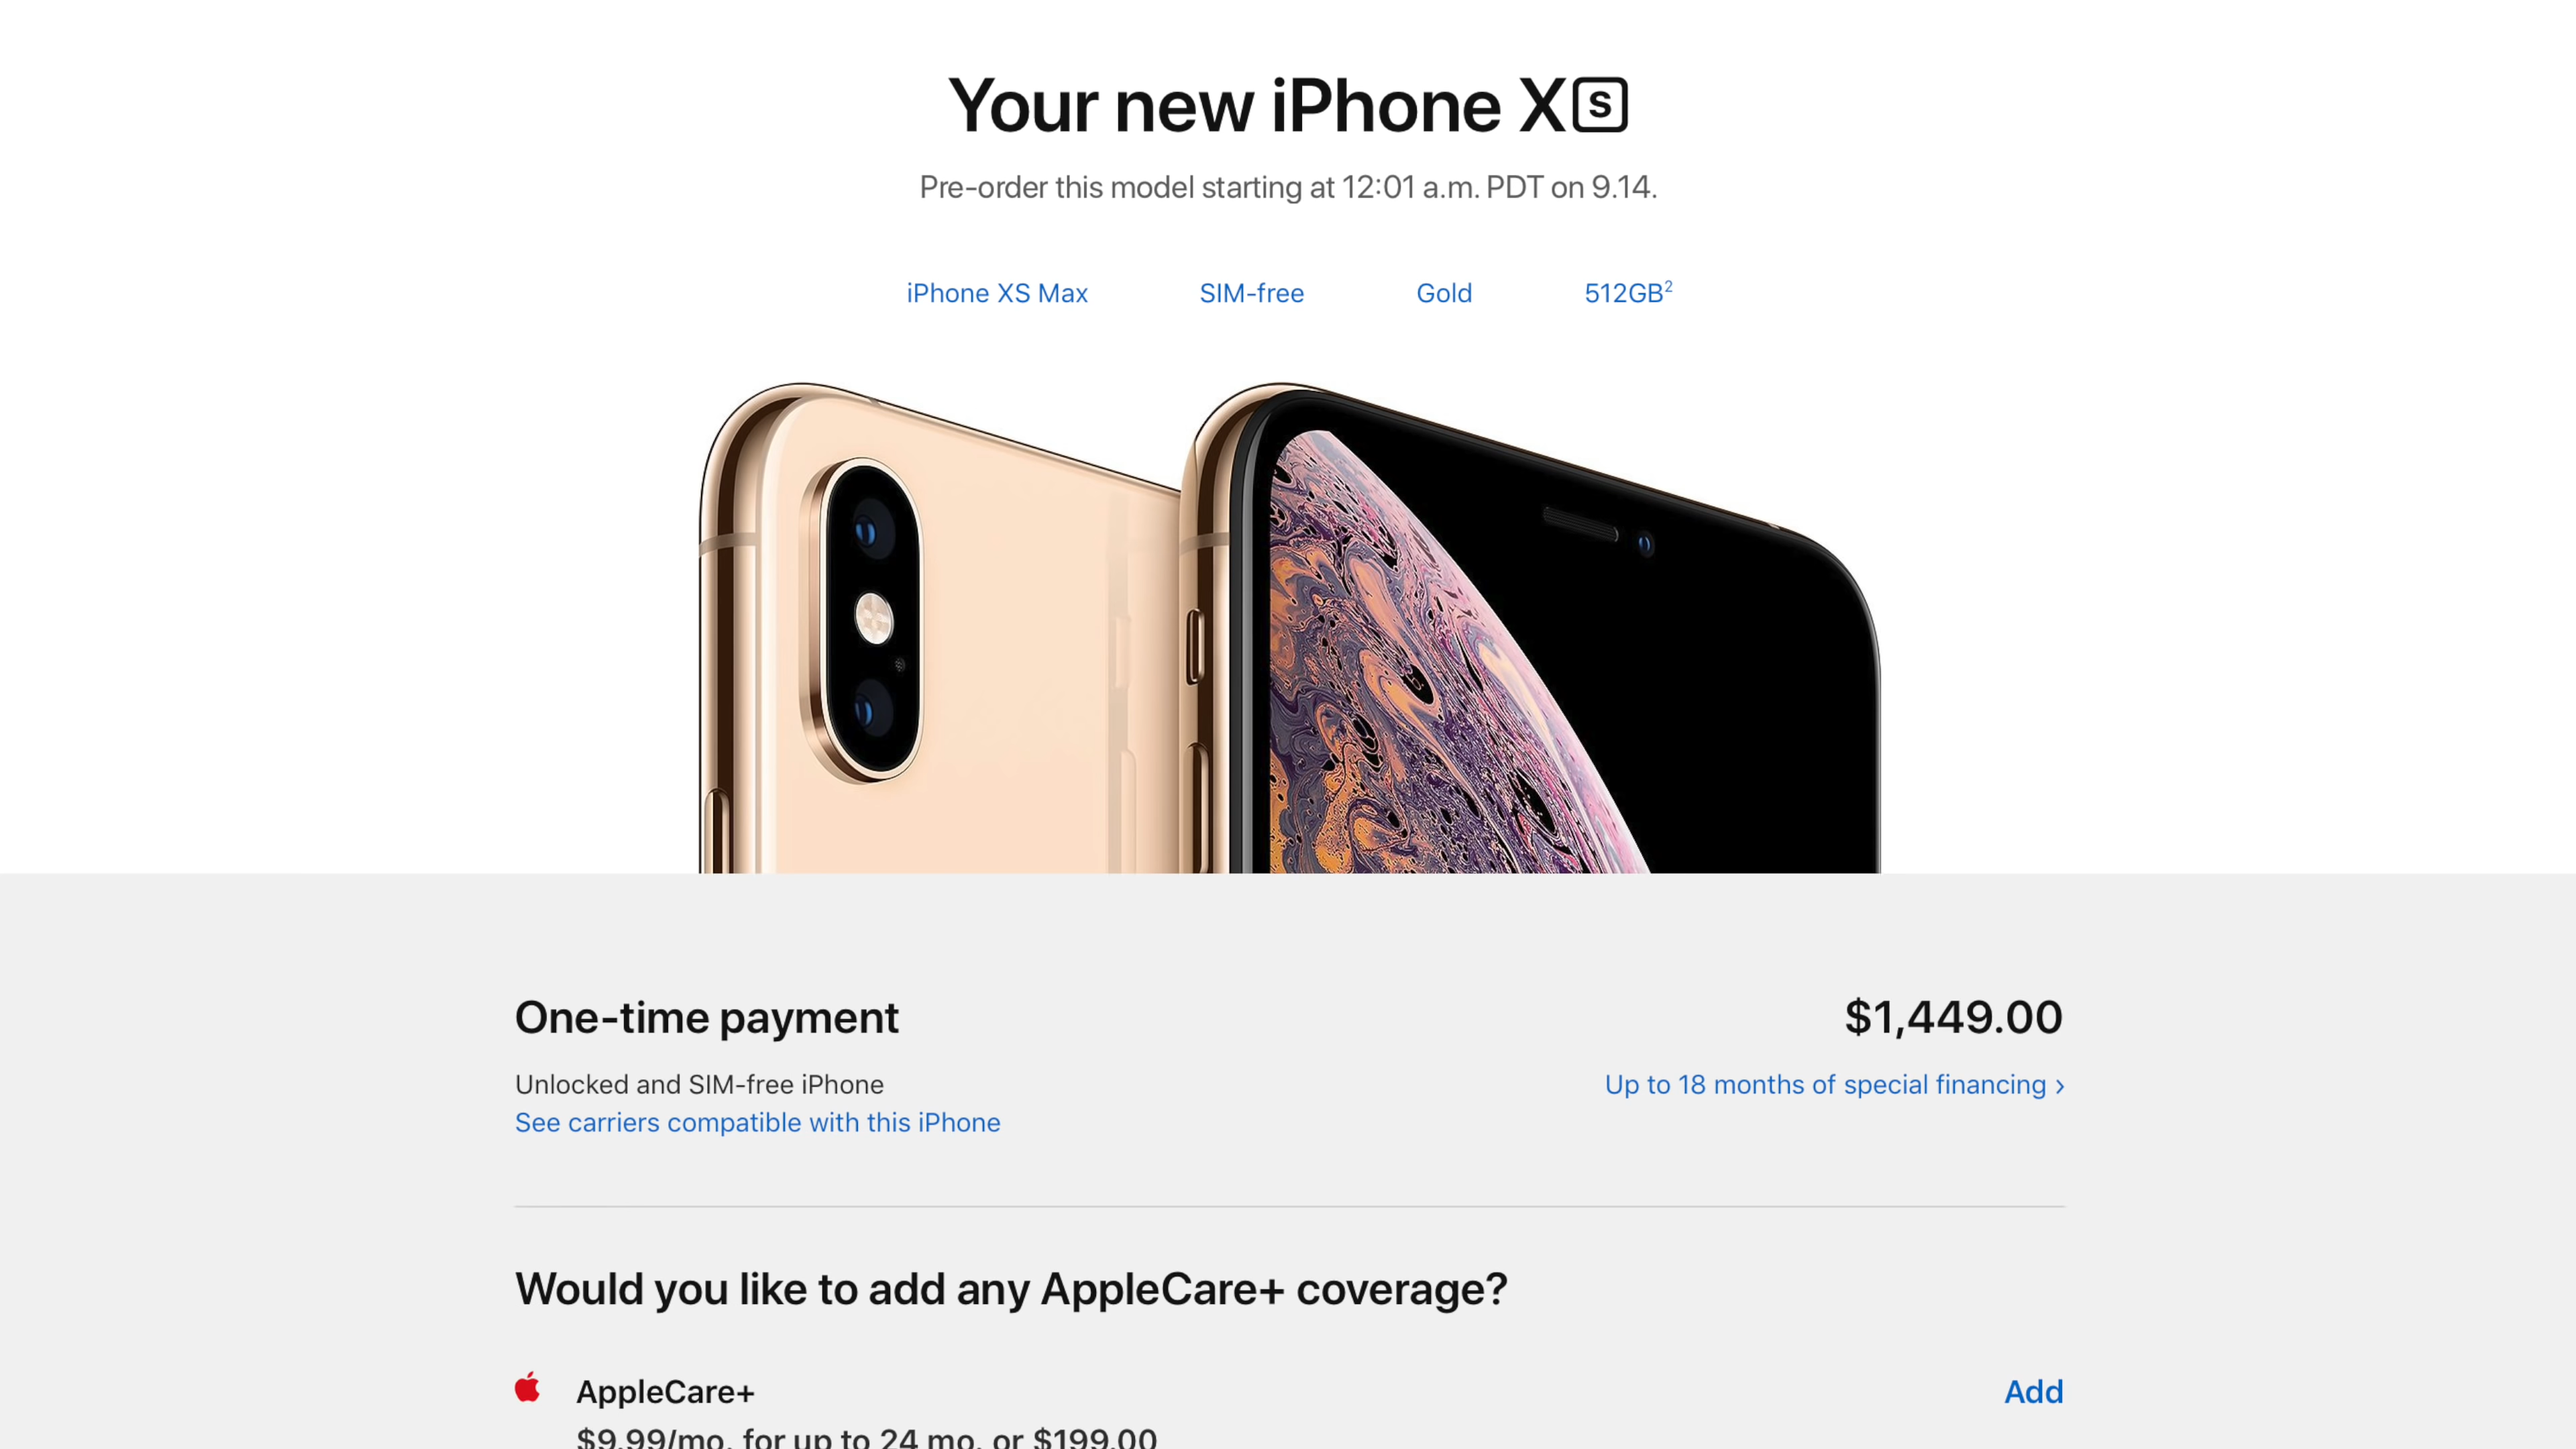 Your new iPhone XS
Pre-order this model starting at 12:01 a.m. PDT on 9.14.
iPhone XS Max SIM-free Gold 512GB²
One-time payment $1,449.00
Unlocked and SIM-free iPhone Up to 18 months of special financing ›
See carriers compatible with this iPhone
Would you like to add any AppleCare+ coverage?
AppleCare+ Add
$9.99/mo. for up to 24 mo. or $199.00